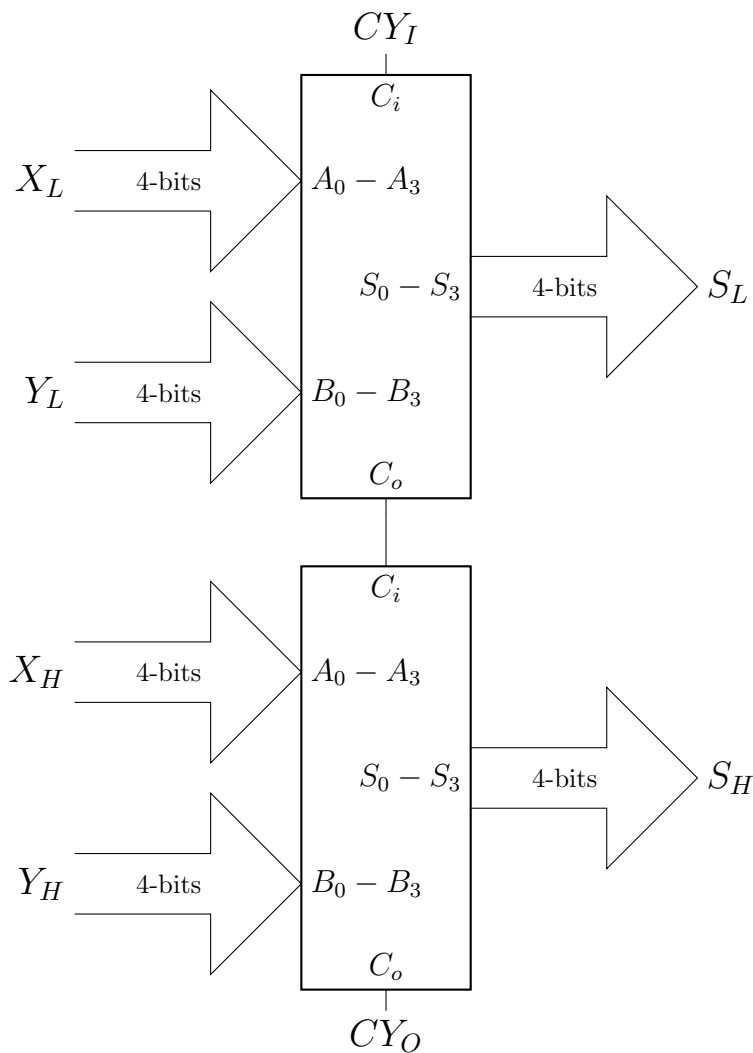 CY_I
C_i
X_L 4-bits A_0 − A_3
S_0 − S_3 4-bits S_L
Y_L 4-bits B_0 − B_3
C_o
C_i
X_H 4-bits A_0 − A_3
S_0 − S_3 4-bits S_H
Y_H 4-bits B_0 − B_3
C_o
CY_O